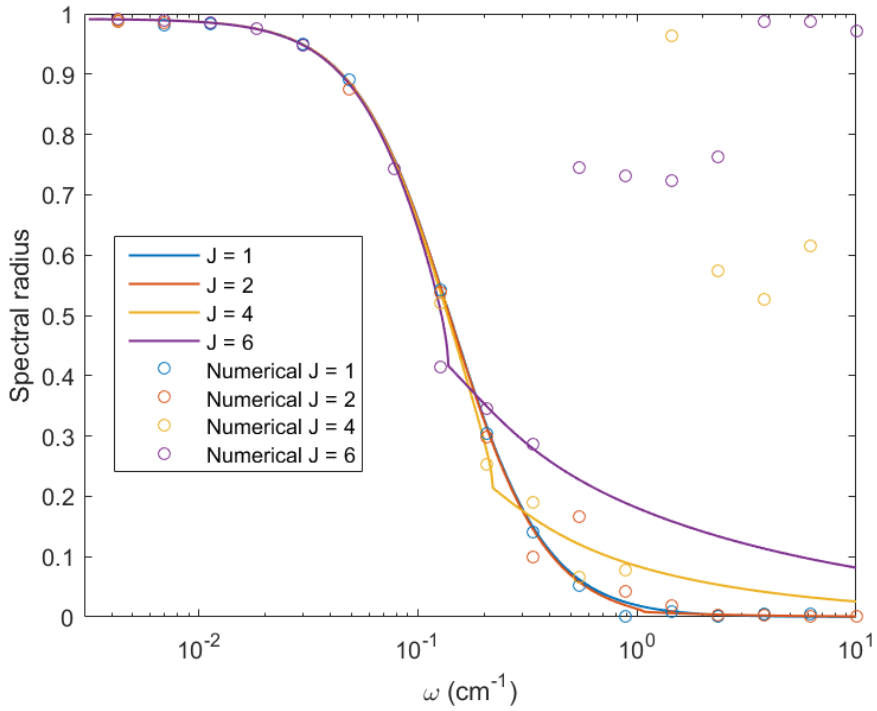 1
0.9
0.8
0.7
0.6
0.5
0.4
0.3
0.2
0.1
0
Spectral radius
J = 1
J = 2
J = 4
J = 6
Numerical J = 1
Numerical J = 2
Numerical J = 4
Numerical J = 6
10⁻² 10⁻¹ 10⁰ 10¹
ω (cm⁻¹)